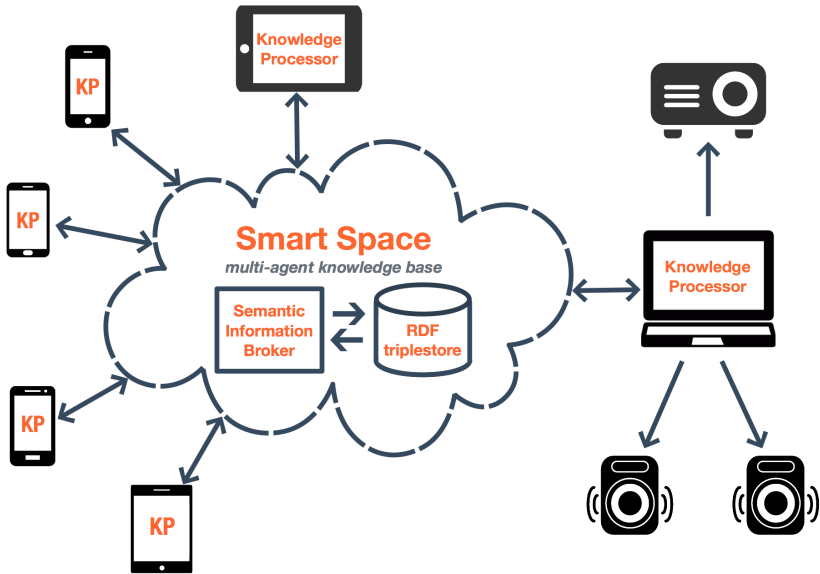 Knowledge
Processor
KP
KP
Smart Space
multi-agent knowledge base
Semantic
Information
Broker
RDF
triplestore
Knowledge
Processor
KP
KP